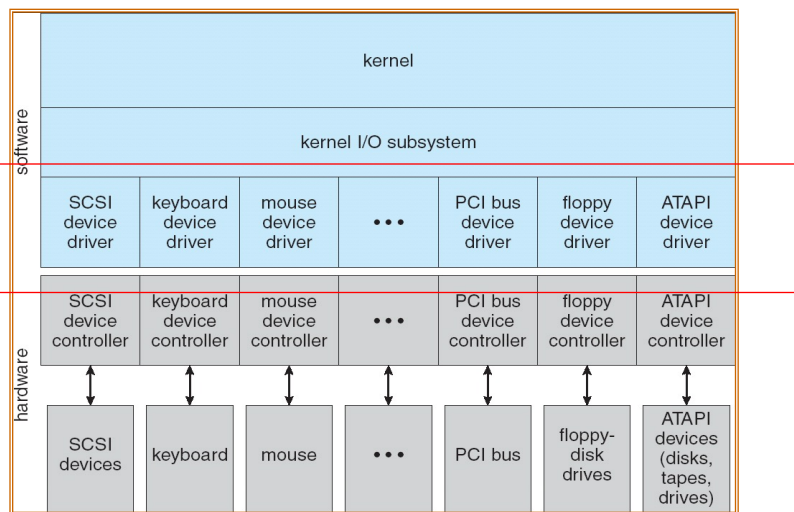 software
kernel
kernel I/O subsystem
SCSI
device
driver
keyboard
device
driver
mouse
device
driver
•••
PCI bus
device
driver
floppy
device
driver
ATAPI
device
driver
hardware
SCSI
device
controller
keyboard
device
controller
mouse
device
controller
•••
PCI bus
device
controller
floppy
device
controller
ATAPI
device
controller
SCSI
devices
keyboard
mouse
•••
PCI bus
floppy-
disk
drives
ATAPI
devices
(disks,
tapes,
drives)